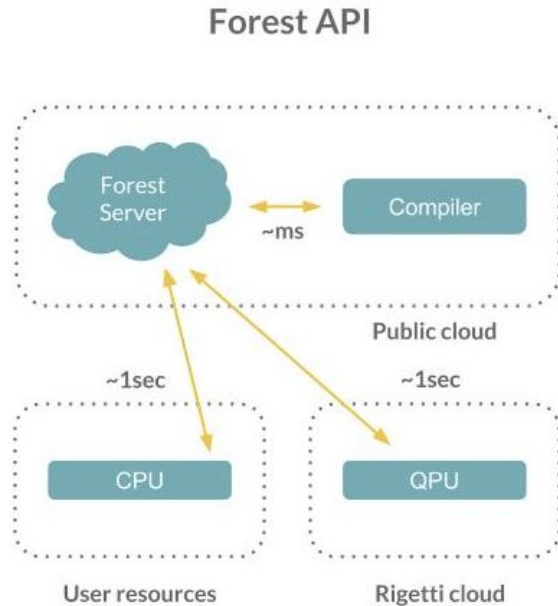 Forest API
Forest
Server
~ms
Compiler
Public cloud
~1sec
~1sec
CPU
QPU
User resources
Rigetti cloud